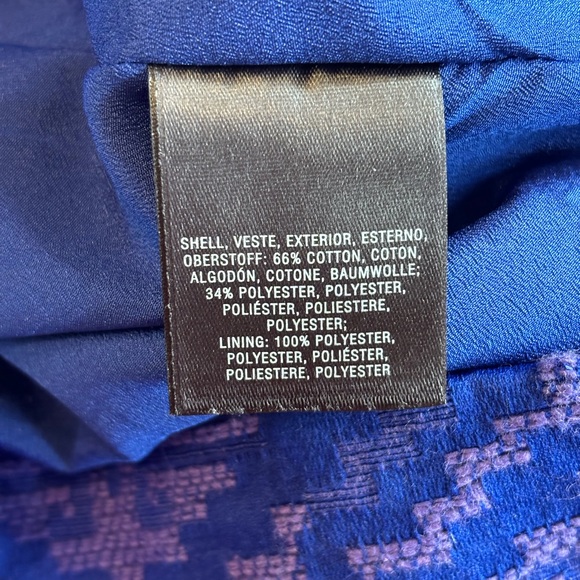 SHELL, VESTE, EXTERIOR, ESTERNO,
OBERSTOFF: 66% COTTON, COTON,
ALGODÓN, COTONE, BAUMWOLLE;
34% POLYESTER, POLYESTER,
POLIÉSTER, POLIESTERE,
POLYESTER;
LINING: 100% POLYESTER,
POLYESTER, POLIÉSTER,
POLIESTERE, POLYESTER